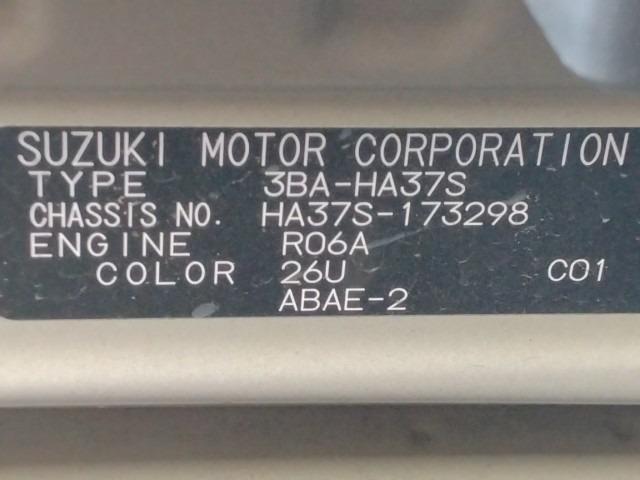 SUZUKI MOTOR CORPORATION
TYPE 3BA-HA37S
CHASSIS NO. HA37S-173298
ENGINE R06A
COLOR 26U C01
ABAE-2